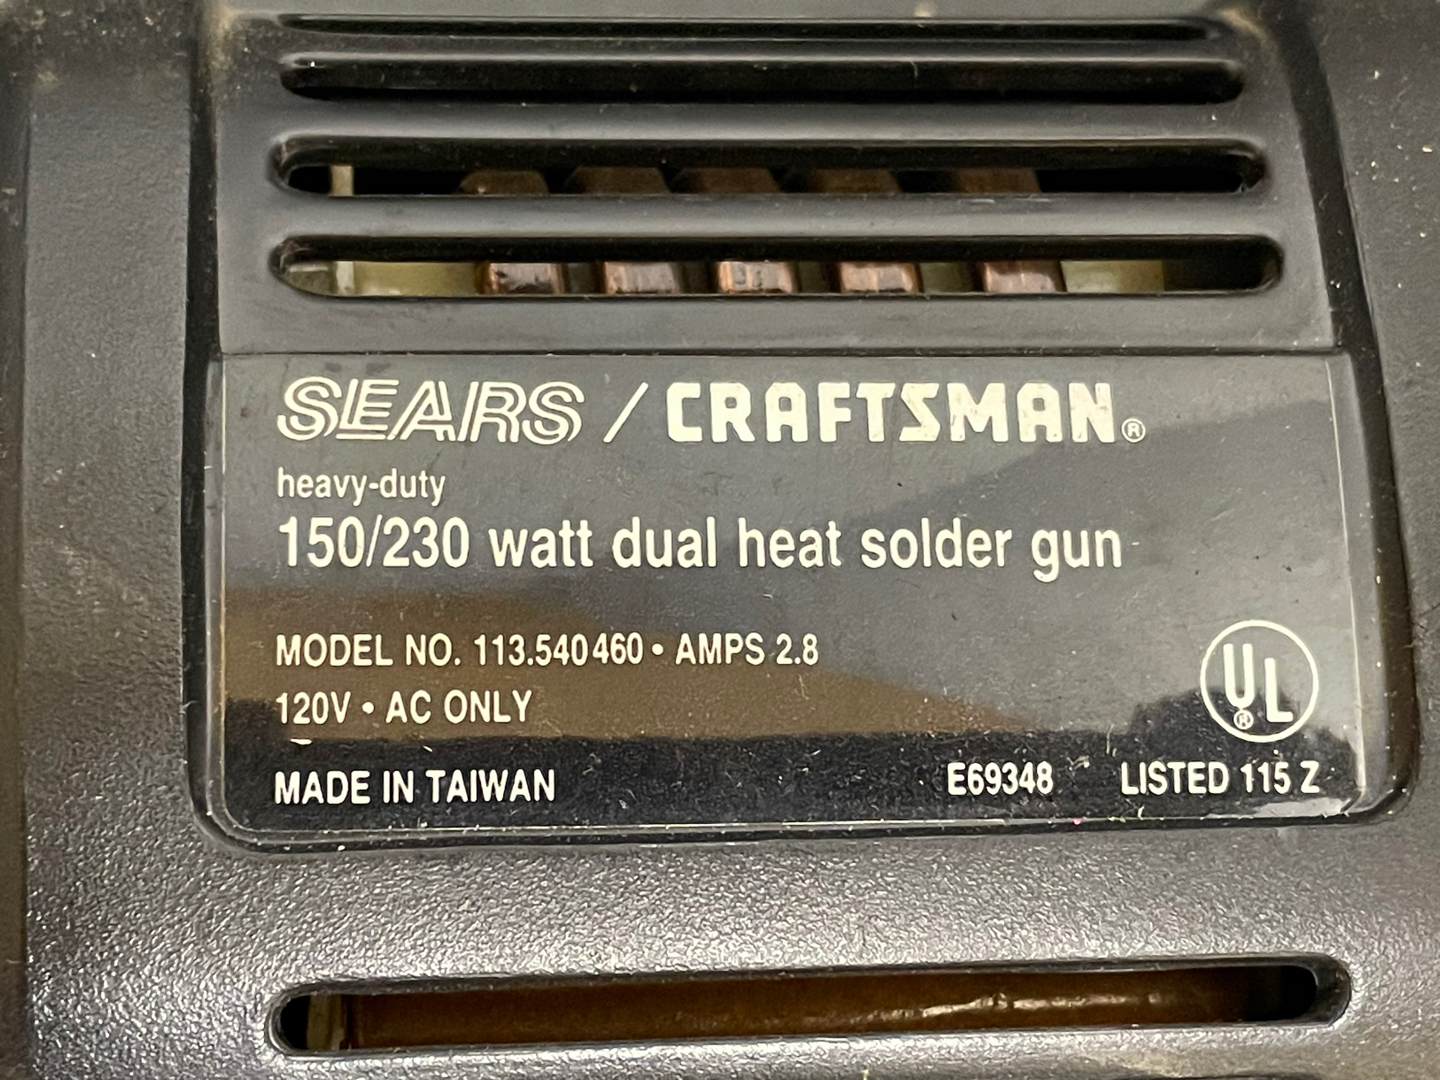 SEARS / CRAFTSMAN®
heavy-duty
150/230 watt dual heat solder gun
MODEL NO. 113.540460 • AMPS 2.8
120V • AC ONLY
UL®
MADE IN TAIWAN E69348 LISTED 115 Z